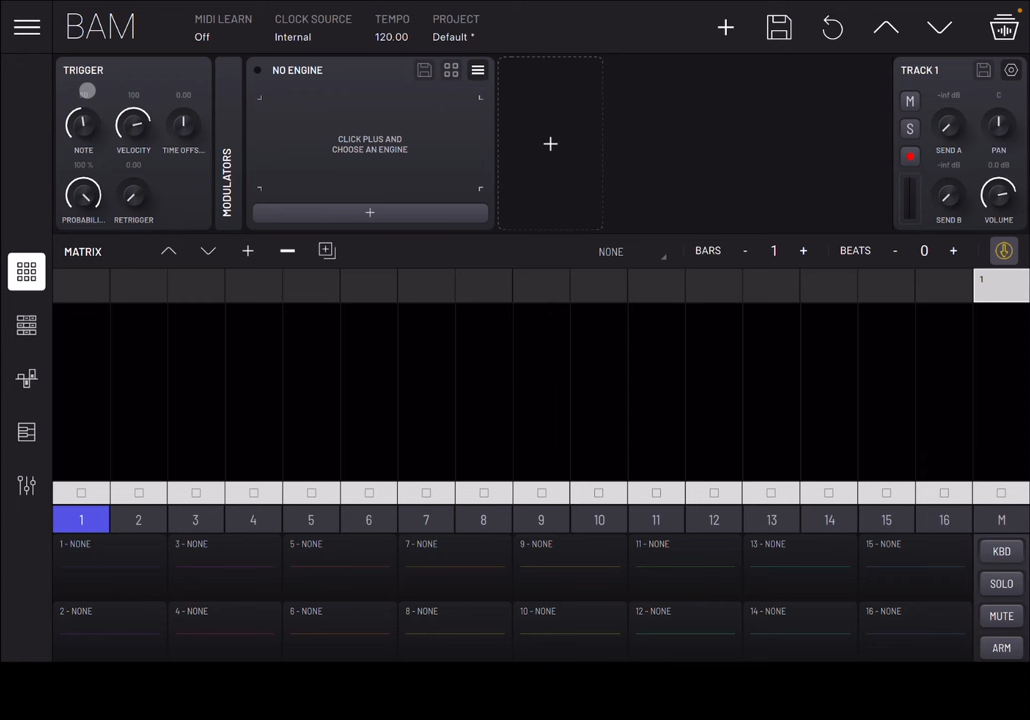 BAM
MIDI LEARN
Off
CLOCK SOURCE
Internal
TEMPO
120.00
PROJECT
Default *
TRIGGER
100
0.00
NOTE
VELOCITY
TIME OFFS...
100 %
0.00
PROBABILI...
RETRIGGER
MODULATORS
NO ENGINE
CLICK PLUS AND
CHOOSE AN ENGINE
TRACK 1
M
S
-inf dB
C
SEND A
PAN
-inf dB
0.0 dB
SEND B
VOLUME
MATRIX
NONE
BARS - 1 +
BEATS - 0 +
1
1 2 3 4 5 6 7 8 9 10 11 12 13 14 15 16 M
1 - NONE
3 - NONE
5 - NONE
7 - NONE
9 - NONE
11 - NONE
13 - NONE
15 - NONE
KBD
SOLO
2 - NONE
4 - NONE
6 - NONE
8 - NONE
10 - NONE
12 - NONE
14 - NONE
16 - NONE
MUTE
ARM